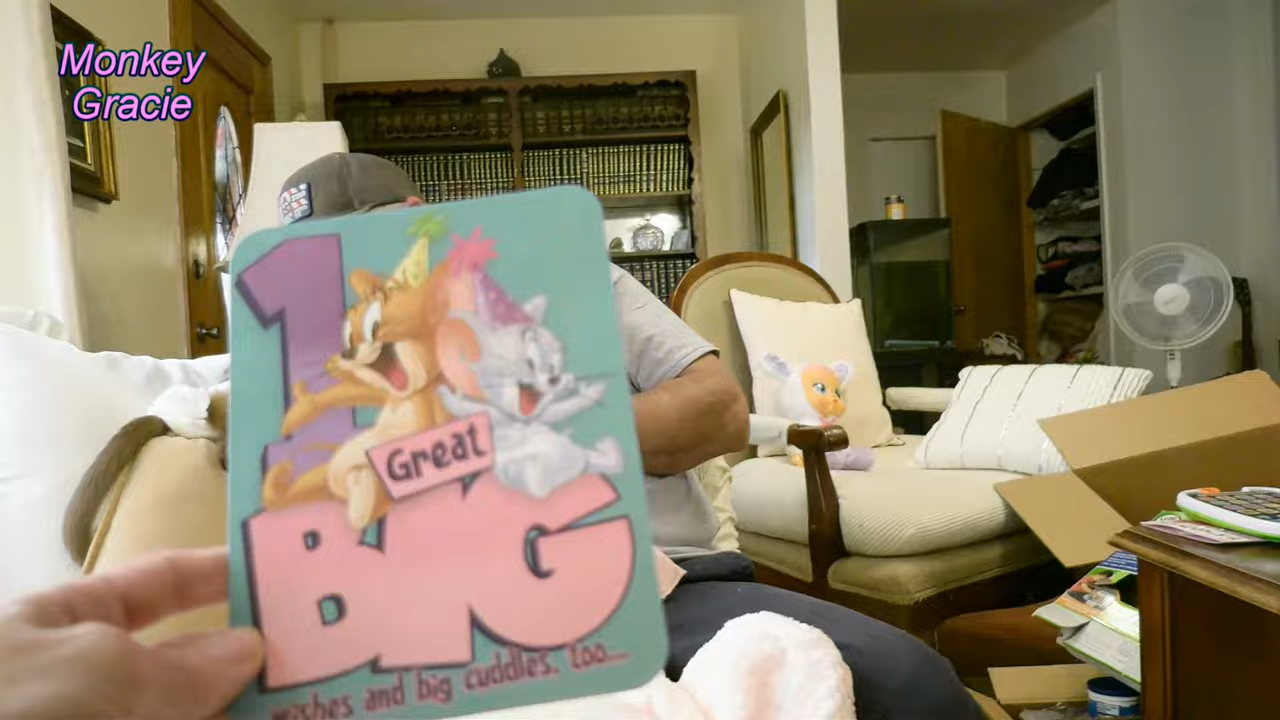 Monkey
Gracie
1
Great
BIG
wishes and big cuddles, too...